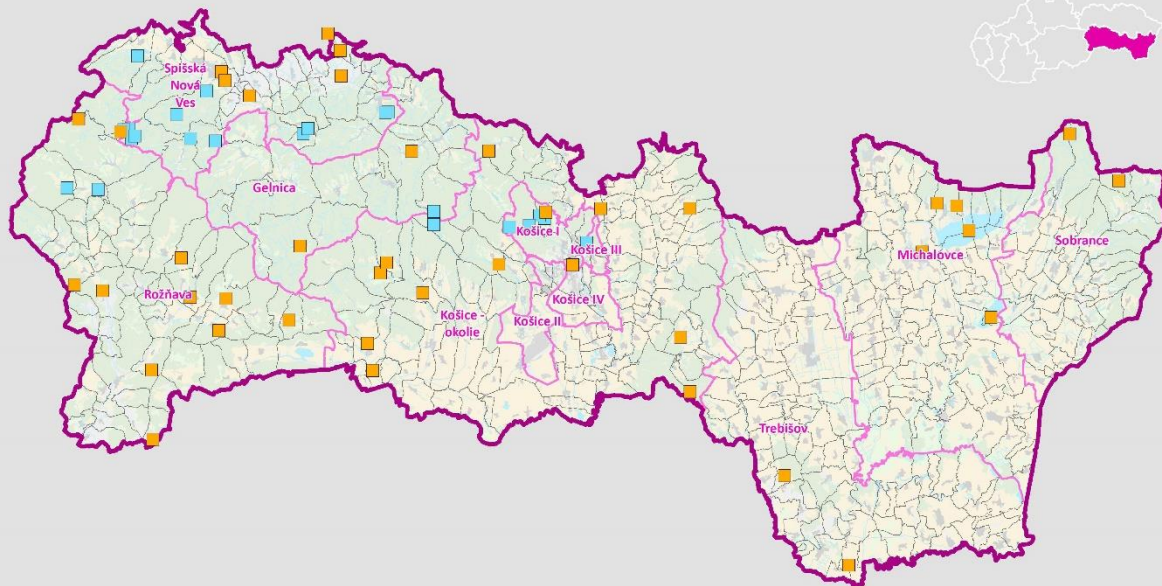 Spišská
Nová
Ves
Gelnica
Košice I
Košice III
Sobrance
Michalovce
Rožňava
Košice IV
Košice -
okolie
Košice II
Trebišov